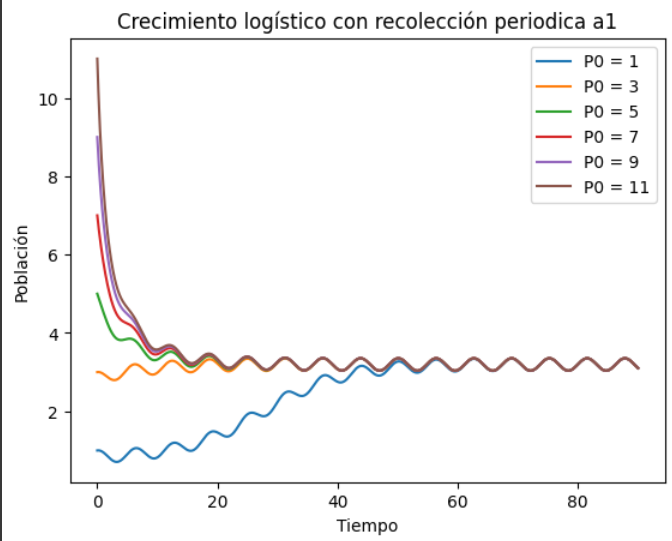 Crecimiento logístico con recolección periodica a1
P0 = 1
P0 = 3
P0 = 5
P0 = 7
P0 = 9
P0 = 11
Población
10
8
6
4
2
0
20
40
60
80
Tiempo